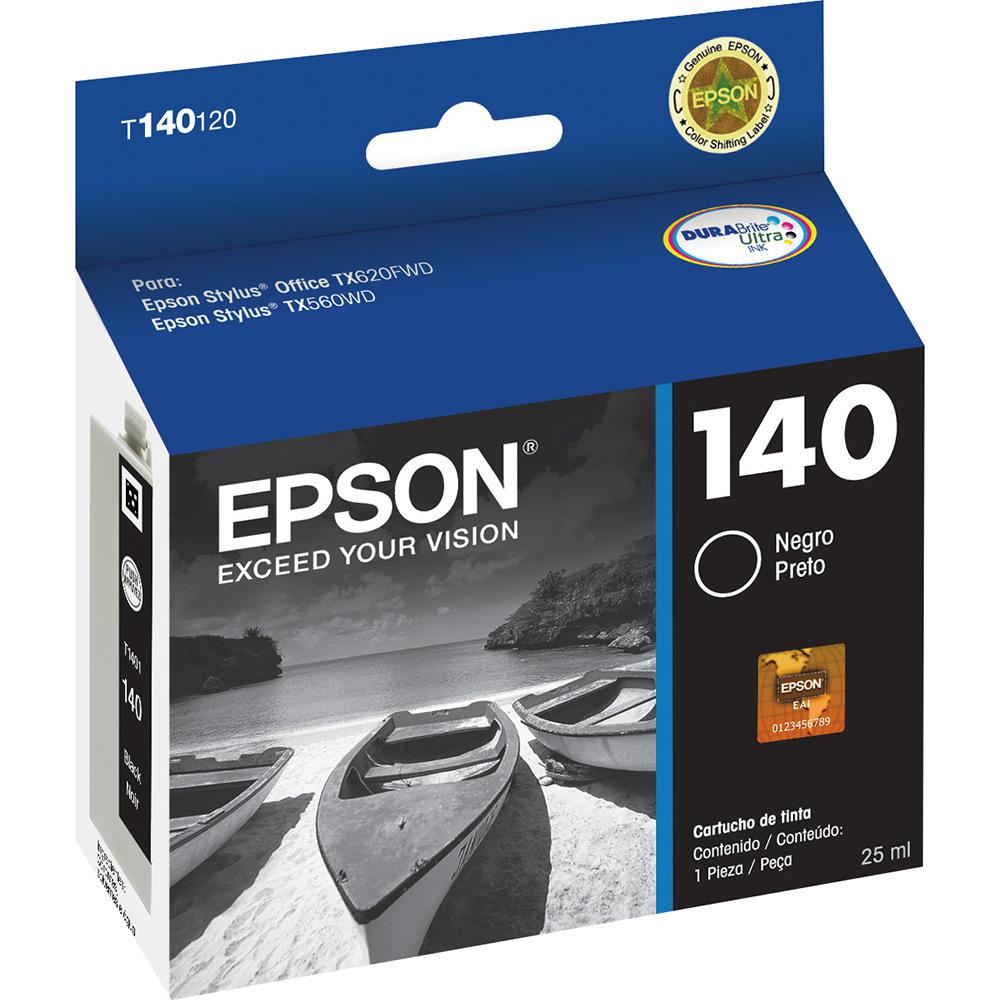 T140120
Genuine EPSON
EPSON
Color Shifting Label
DURABrite
Ultra
INK
Para:
Epson Stylus® Office TX620FWD
Epson Stylus® TX560WD
EPSON®
EXCEED YOUR VISION
140
Negro
Preto
EPSON
EAI
0123456789
Cartucho de tinta
Contenido / Conteúdo:
1 Pieza / Peça
25 ml
T1401
140
Black
Noir